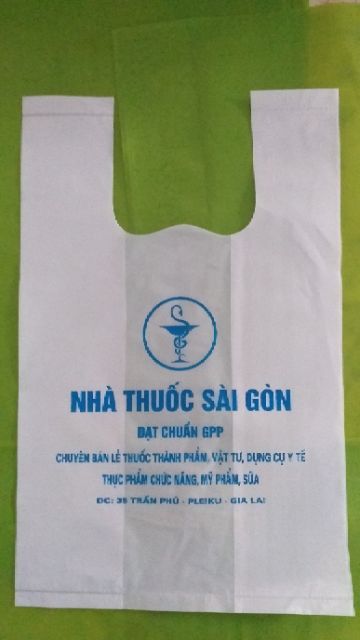 NHÀ THUỐC SÀI GÒN
ĐẠT CHUẨN GPP
CHUYÊN BÁN LẺ THUỐC THÀNH PHẨM, VẬT TƯ, DỤNG CỤ Y TẾ
THỰC PHẨM CHỨC NĂNG, MỸ PHẨM, SỮA
ĐC: 35 TRẦN PHÚ - PLEIKU - GIA LAI